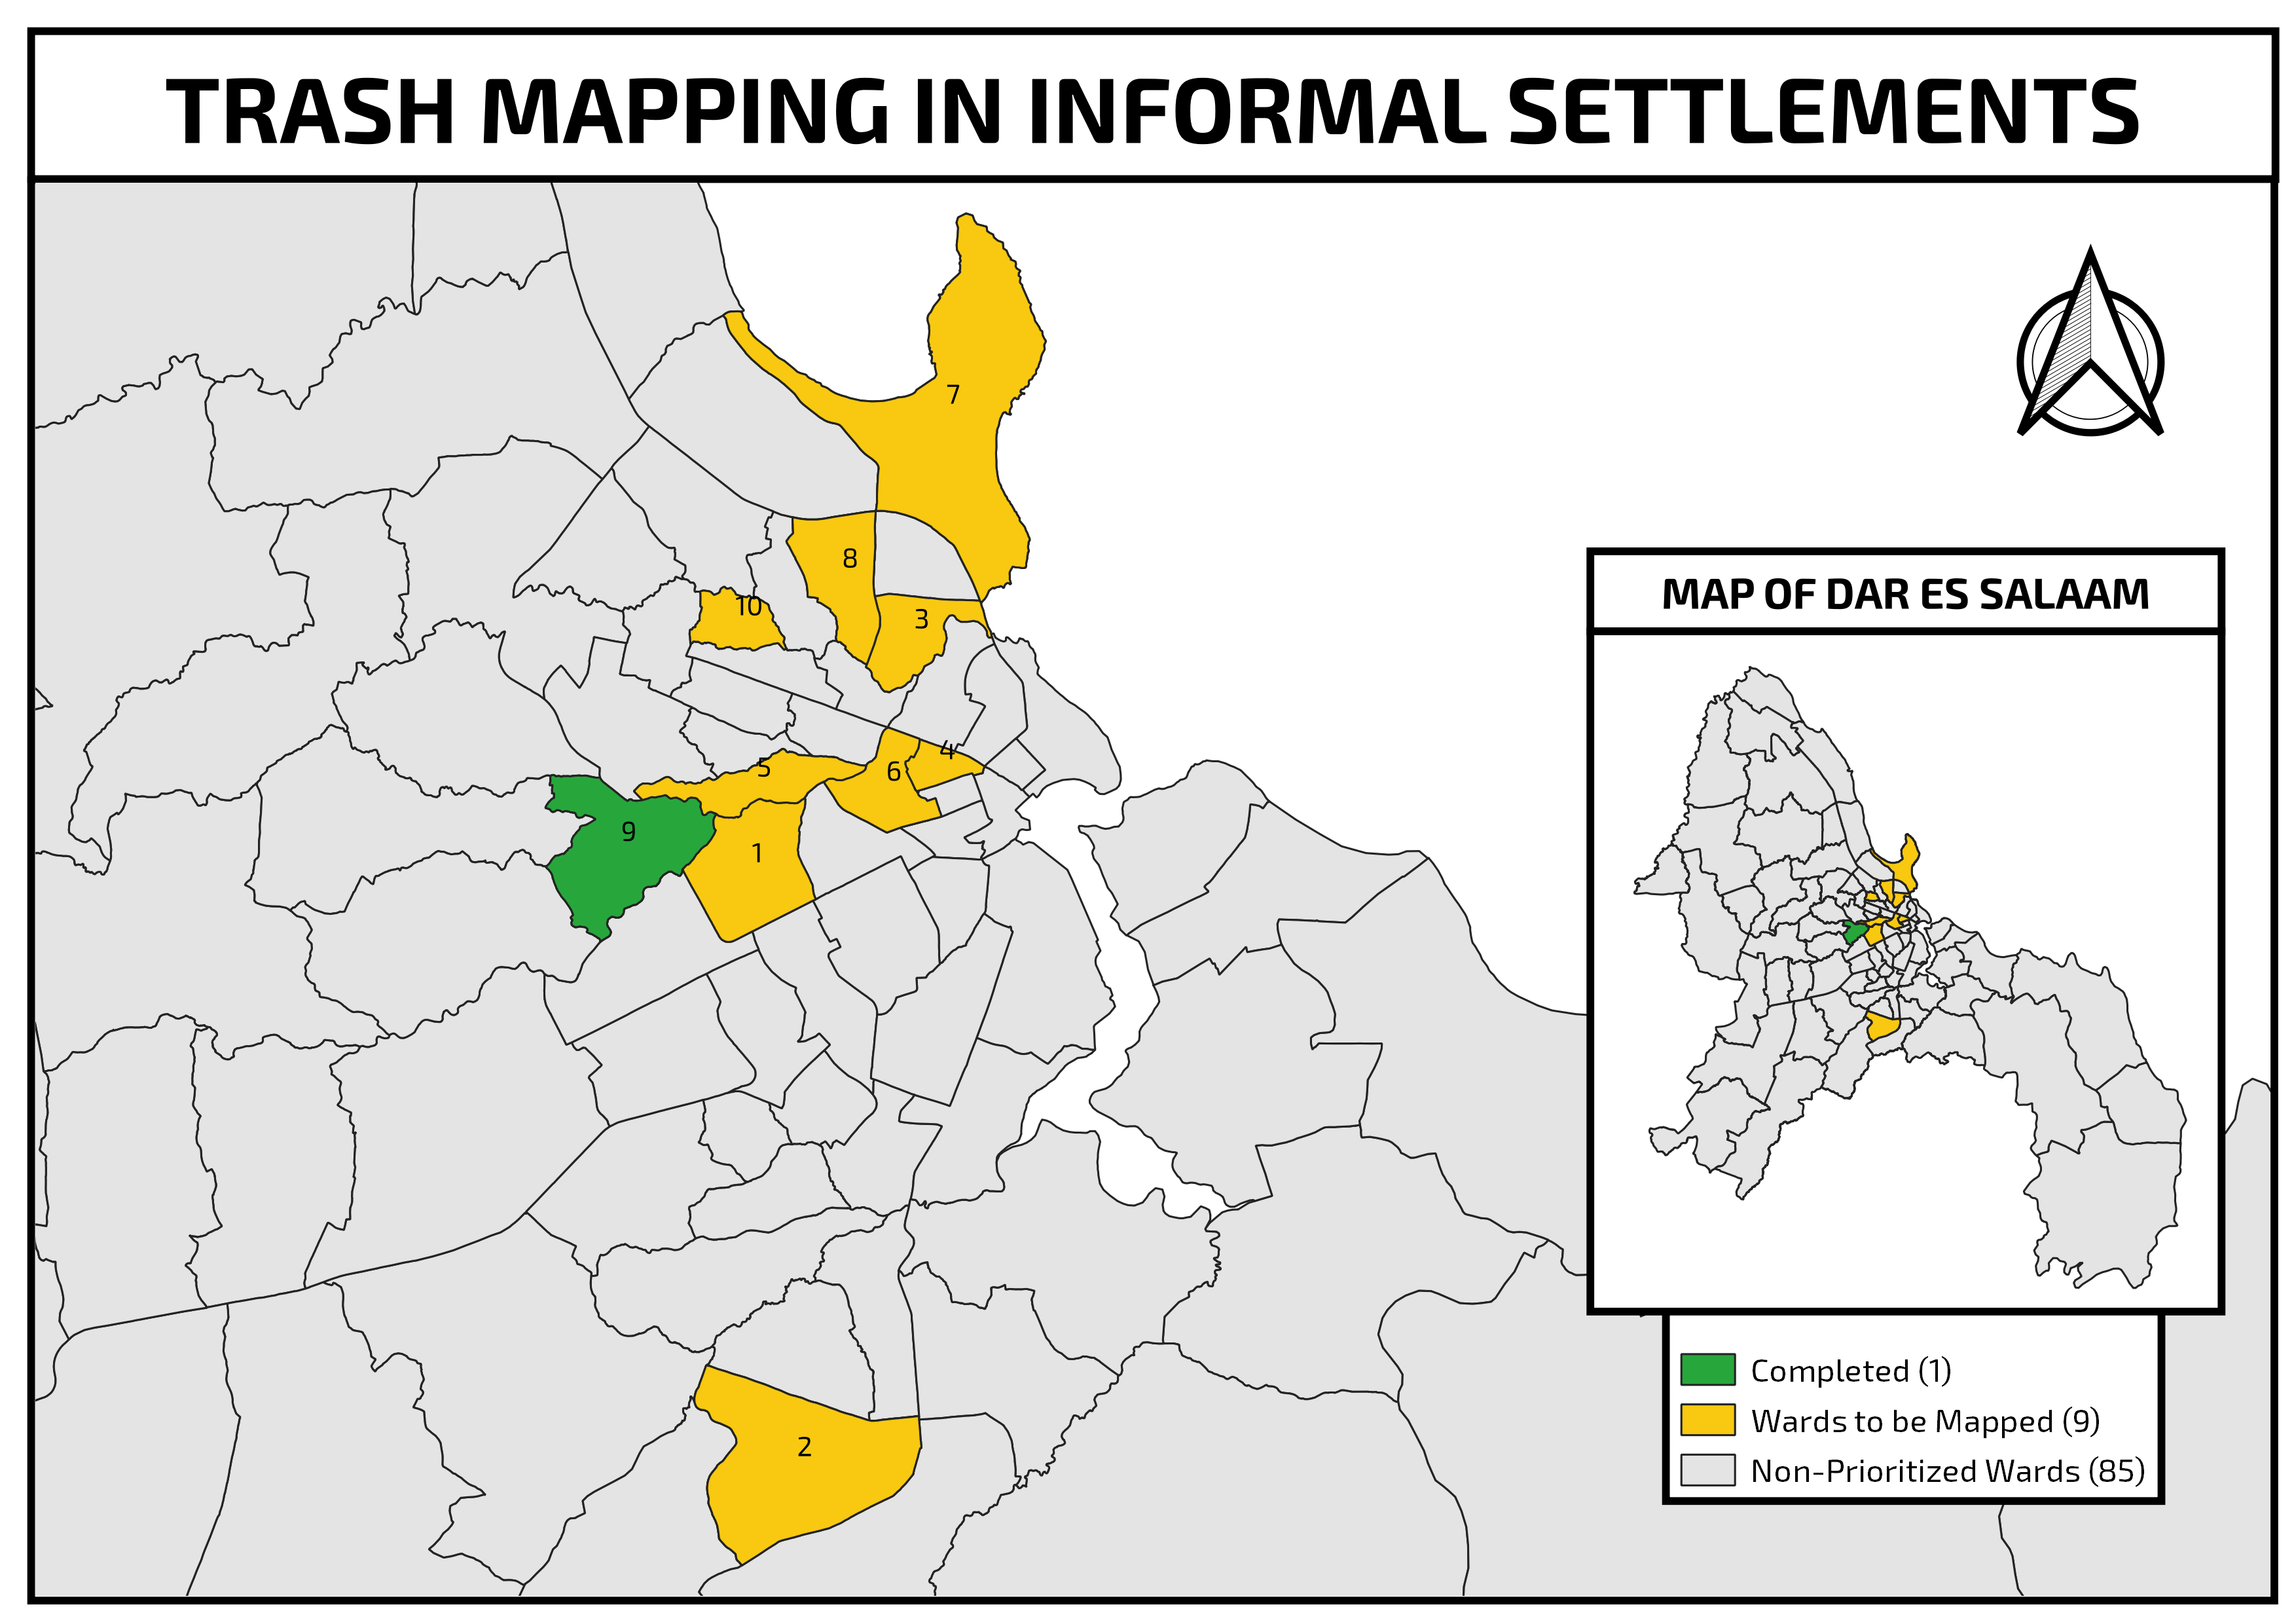 TRASH MAPPING IN INFORMAL SETTLEMENTS
7
8
10
3
4
5
6
9
1
2
MAP OF DAR ES SALAAM
Completed (1)
Wards to be Mapped (9)
Non-Prioritized Wards (85)